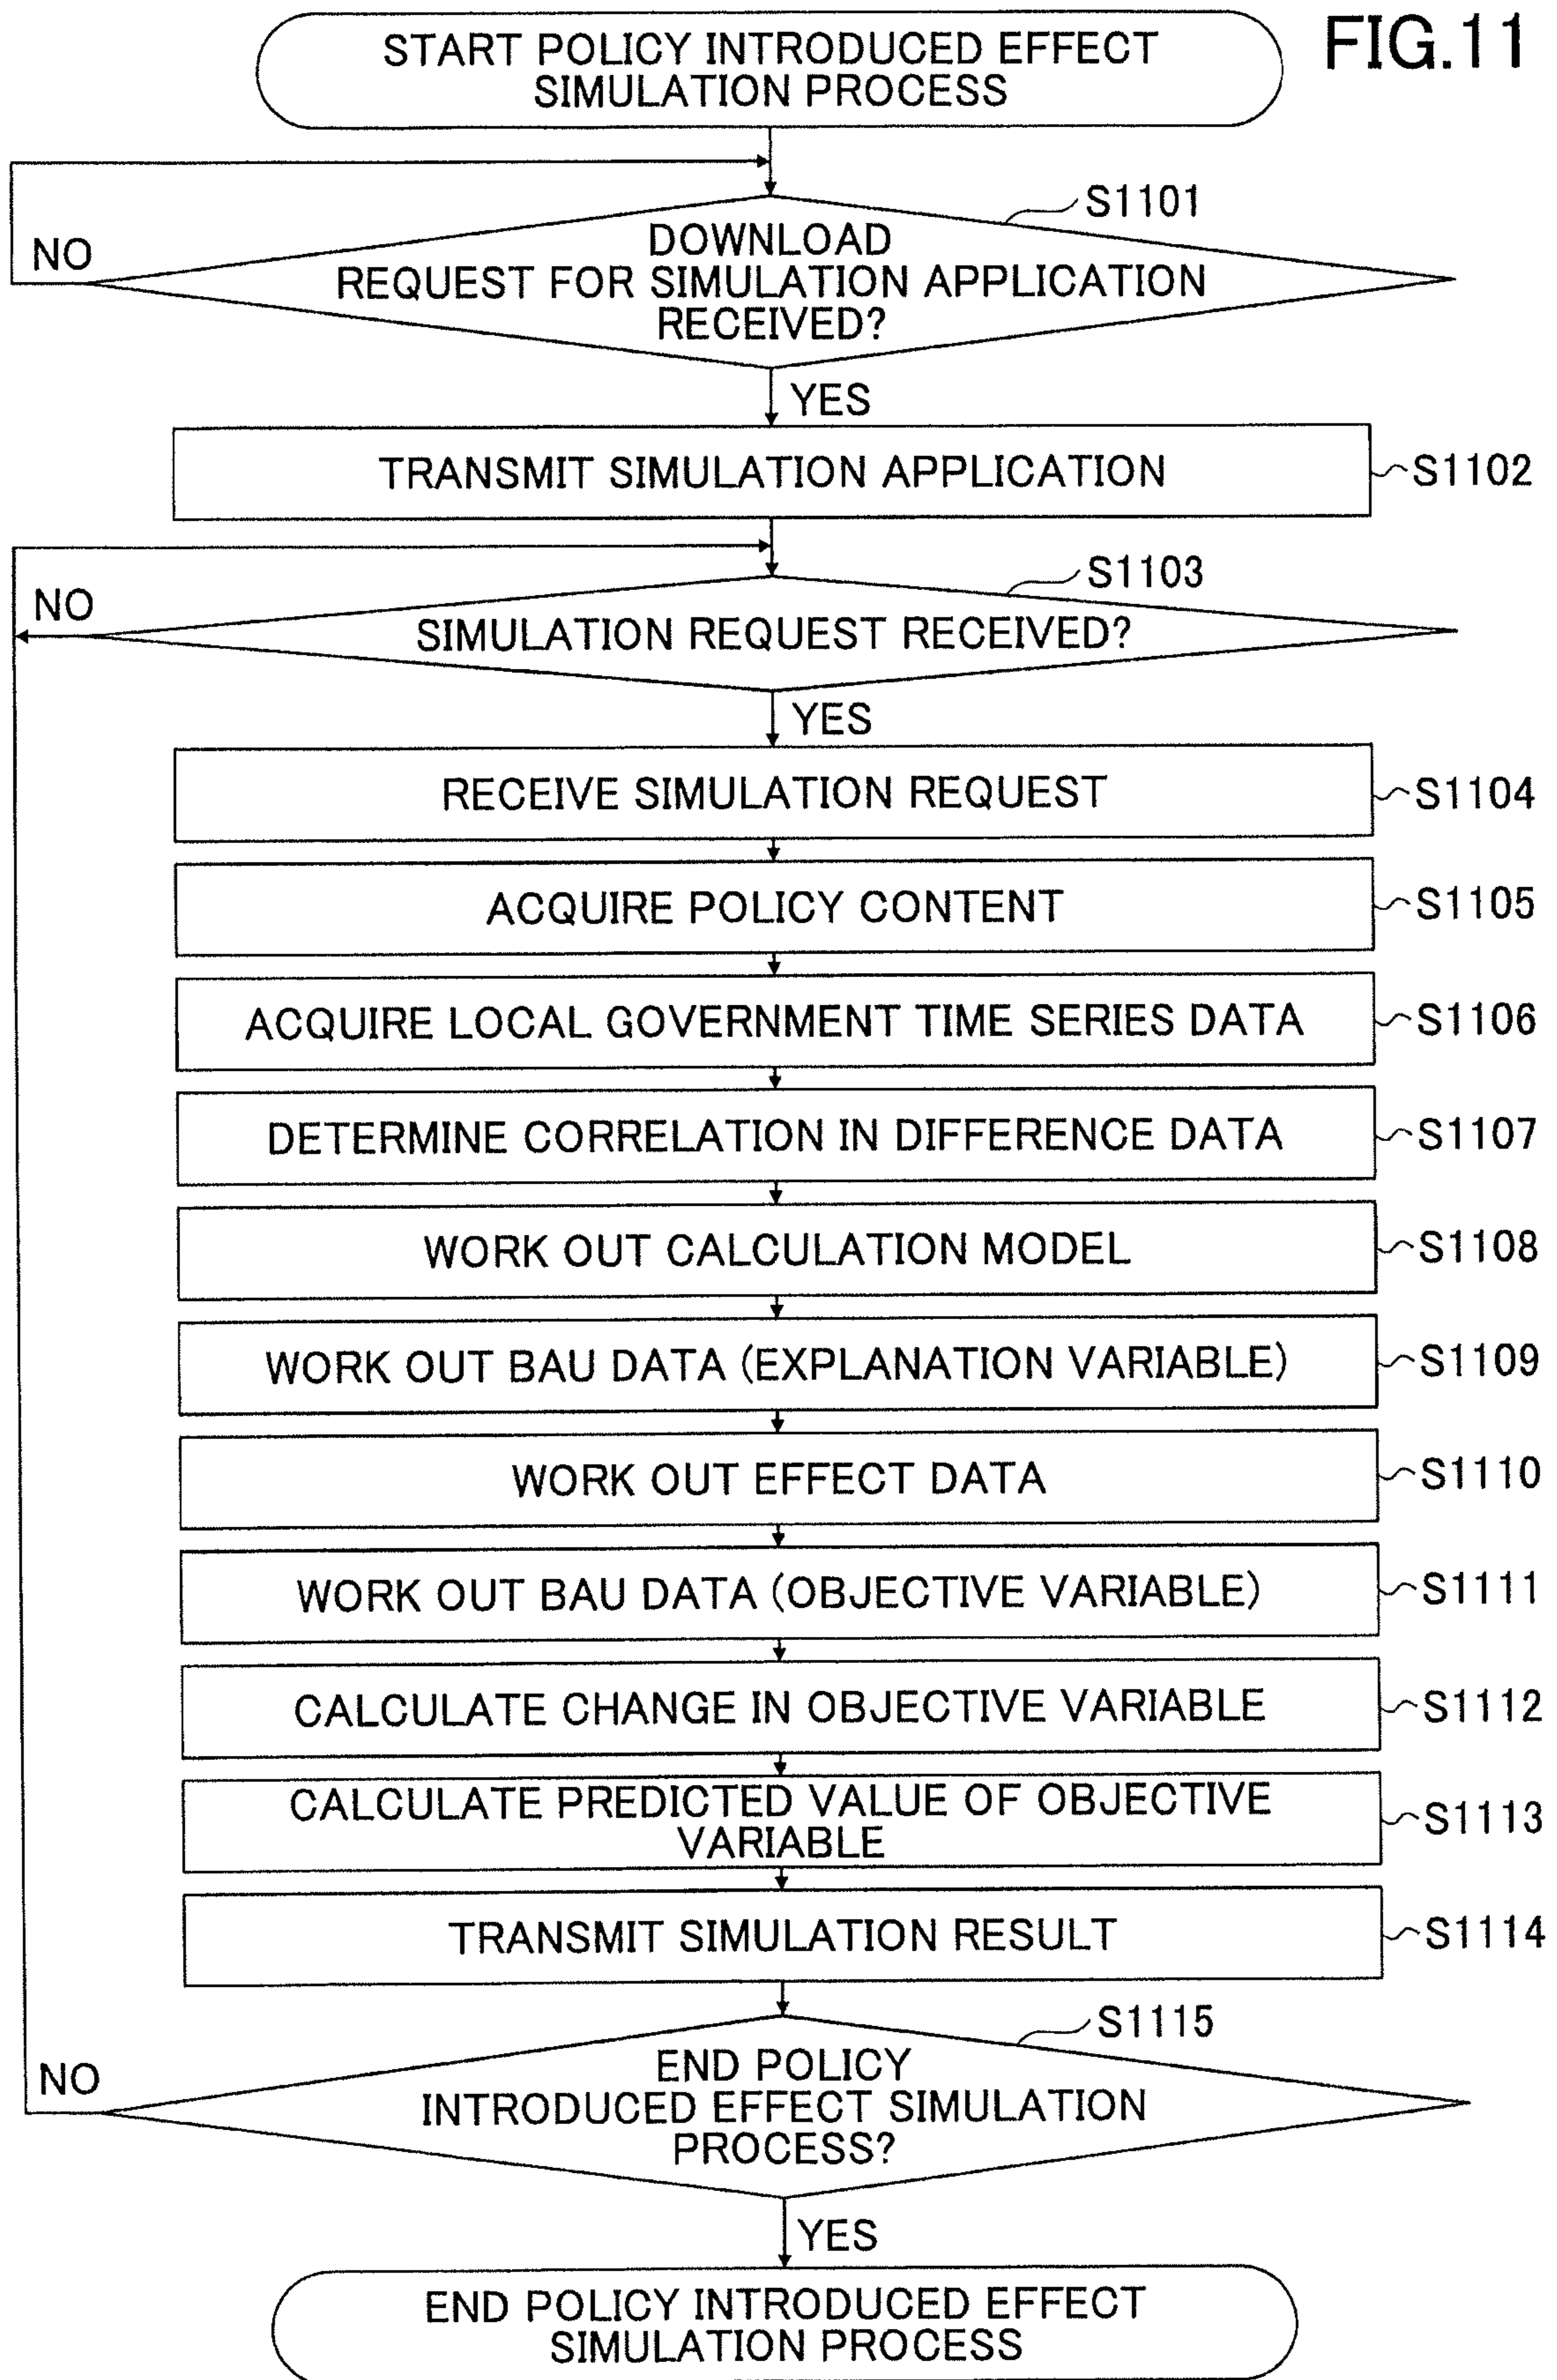 FIG.11
START POLICY INTRODUCED EFFECT
SIMULATION PROCESS
S1101
NO
DOWNLOAD
REQUEST FOR SIMULATION APPLICATION
RECEIVED?
YES
TRANSMIT SIMULATION APPLICATION
S1102
S1103
NO
SIMULATION REQUEST RECEIVED?
YES
RECEIVE SIMULATION REQUEST
S1104
ACQUIRE POLICY CONTENT
S1105
ACQUIRE LOCAL GOVERNMENT TIME SERIES DATA
S1106
DETERMINE CORRELATION IN DIFFERENCE DATA
S1107
WORK OUT CALCULATION MODEL
S1108
WORK OUT BAU DATA (EXPLANATION VARIABLE)
S1109
WORK OUT EFFECT DATA
S1110
WORK OUT BAU DATA (OBJECTIVE VARIABLE)
S1111
CALCULATE CHANGE IN OBJECTIVE VARIABLE
S1112
CALCULATE PREDICTED VALUE OF OBJECTIVE
VARIABLE
S1113
TRANSMIT SIMULATION RESULT
S1114
S1115
NO
END POLICY
INTRODUCED EFFECT SIMULATION
PROCESS?
YES
END POLICY INTRODUCED EFFECT
SIMULATION PROCESS